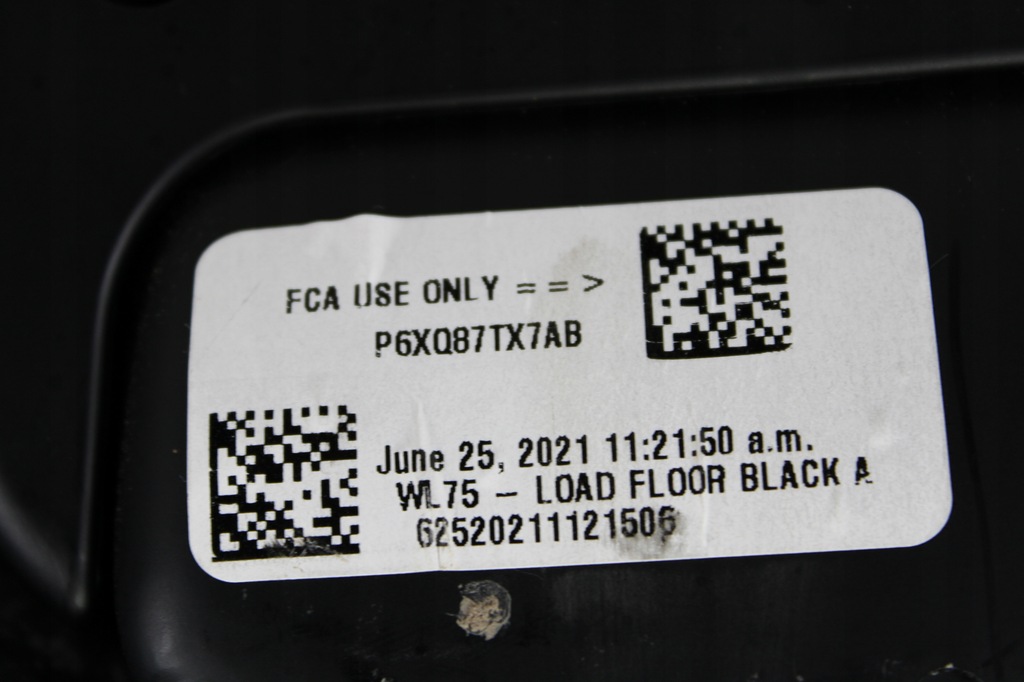 FCA USE ONLY = = >
P6XQ87TX7AB
June 25, 2021 11:21:50 a.m.
WL75 – LOAD FLOOR BLACK A
62520211121506